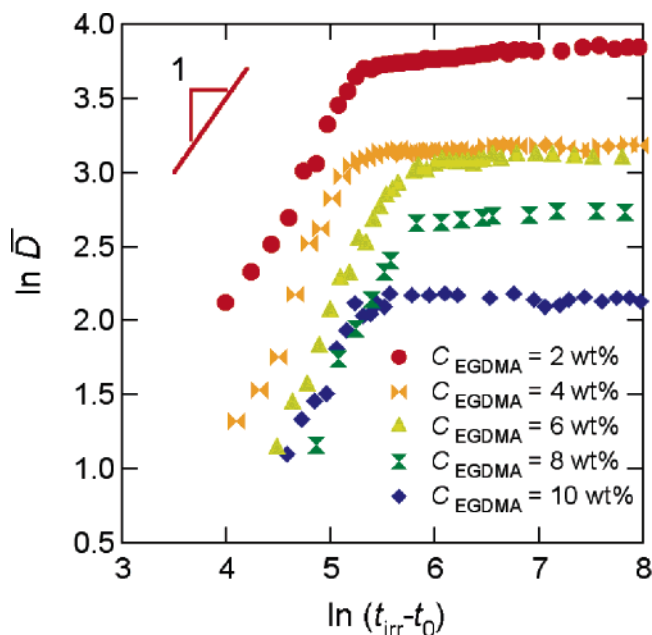 4.0
3.5
3.0
2.5
2.0
1.5
1.0
0.5
ln D̅
1
C EGDMA = 2 wt%
C EGDMA = 4 wt%
C EGDMA = 6 wt%
C EGDMA = 8 wt%
C EGDMA = 10 wt%
3 4 5 6 7 8
ln (t_irr-t_0)